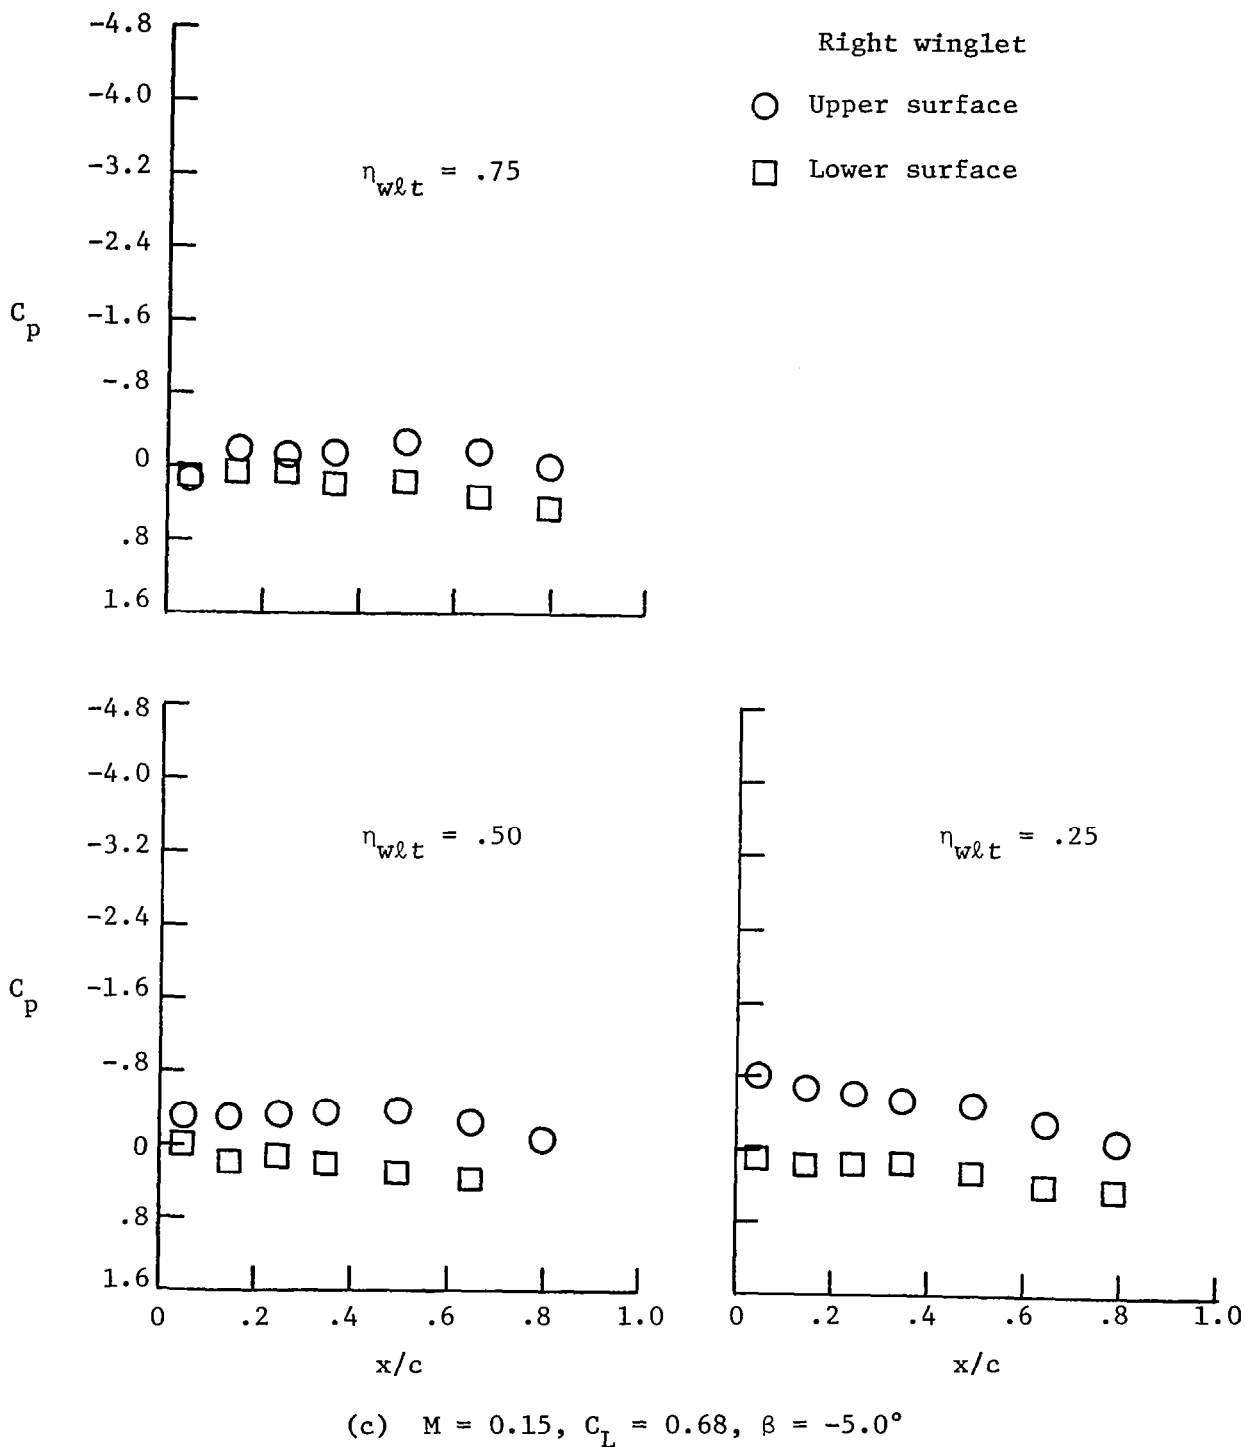 Right winglet
Upper surface
Lower surface
-4.8
-4.0
-3.2
-2.4
-1.6
-.8
0
.8
1.6
C_p
η_wℓt = .75
-4.8
-4.0
-3.2
-2.4
-1.6
-.8
0
.8
1.6
C_p
η_wℓt = .50
0 .2 .4 .6 .8 1.0
x/c
η_wℓt = .25
0 .2 .4 .6 .8 1.0
x/c
(c) M = 0.15, C_L = 0.68, β = -5.0°